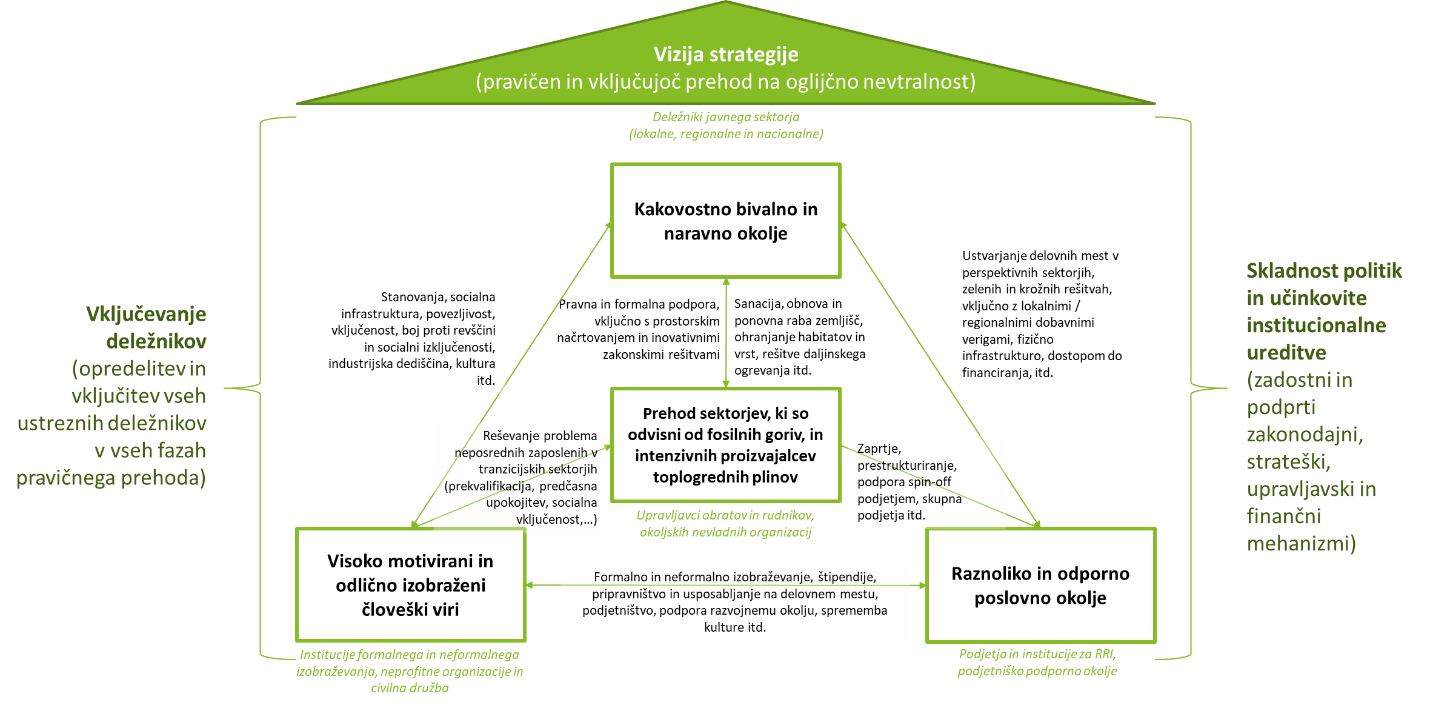 Vizija strategije
(pravičen in vključujoč prehod na oglijčno nevtralnost)
Deležniki javnega sektorja
(lokalne, regionalne in nacionalne)
Kakovostno bivalno in
naravno okolje
Vključevanje
deležnikov
(opredelitev in
vključitev vseh
ustreznih deležnikov
v vseh fazah
pravičnega prehoda)
Stanovanja, socialna
infrastruktura, povezljivost,
vključenost, boj proti revščini
in socialni izključenosti,
industrijska dediščina, kultura
itd.
Pravna in formalna podpora,
vključno s prostorskim
načrtovanjem in inovativnimi
zakonskimi rešitvami
Sanacija, obnova in
ponovna raba zemljišč,
ohranjanje habitatov in
vrst, rešitve daljinskega
ogrevanja itd.
Ustvarjanje delovnih mest v
perspektivnih sektorjih,
zelenih in krožnih rešitvah,
vključno z lokalnimi /
regionalnimi dobavnimi
verigami, fizično
infrastrukturo, dostopom do
financiranja, itd.
Skladnost politik
in učinkovite
institucionalne
ureditve
(zadostni in
podprti
zakonodajni,
strateški,
upravljavski in
finančni
mehanizmi)
Reševanje problema
neposrednih zaposlenih v
tranzicijskih sektorjih
(prekvalifikacija, predčasna
upokojitev, socialna
vključenost,...)
Prehod sektorjev, ki so
odvisni od fosilnih goriv, in
intenzivnih proizvajalcev
toplogrednih plinov
Upravljavci obratov in rudnikov,
okoljskih nevladnih organizacij
Zaprtje,
prestrukturiranje,
podpora spin-off
podjetjem, skupna
podjetja itd.
Visoko motivirani in
odlično izobraženi
človeški viri
Institucije formalnega in neformalnega
izobraževanja, neprofitne organizacije in
civilna družba
Formalno in neformalno izobraževanje, štipendije,
pripravništvo in usposabljanje na delovnem mestu,
podjetništvo, podpora razvojnemu okolju, sprememba
kulture itd.
Raznoliko in odporno
poslovno okolje
Podjetja in institucije za RRI,
podjetniško podporno okolje